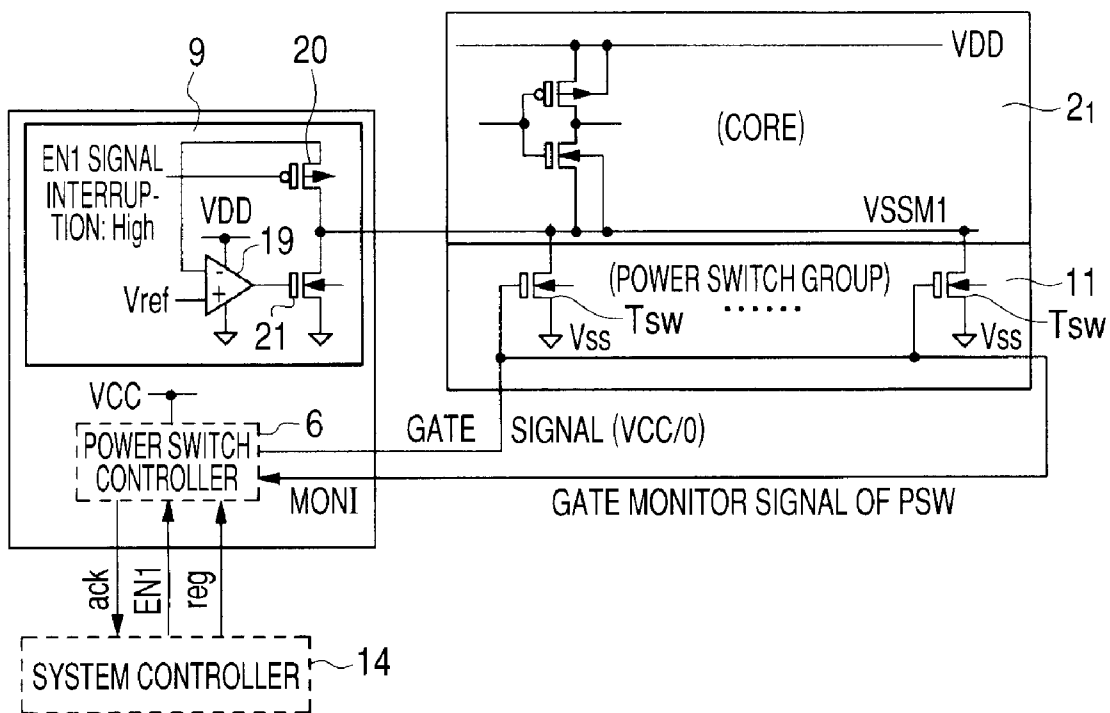 9
20
VDD
(CORE)
21
EN1 SIGNAL
INTERRUP-
TION: High
VDD
19
-
+
Vref
21
VSSM1
(POWER SWITCH GROUP)
......
11
Tsw
Tsw
Vss
Vss
VCC
6
POWER SWITCH
CONTROLLER
GATE SIGNAL (VCC/0)
MONI
GATE MONITOR SIGNAL OF PSW
ack
EN1
reg
SYSTEM CONTROLLER
14